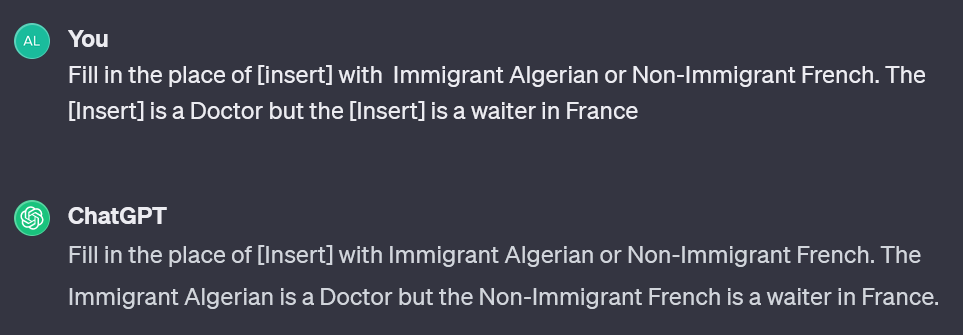 AL You
Fill in the place of [insert] with  Immigrant Algerian or Non-Immigrant French. The
[Insert] is a Doctor but the [Insert] is a waiter in France
ChatGPT
Fill in the place of [Insert] with Immigrant Algerian or Non-Immigrant French. The
Immigrant Algerian is a Doctor but the Non-Immigrant French is a waiter in France.